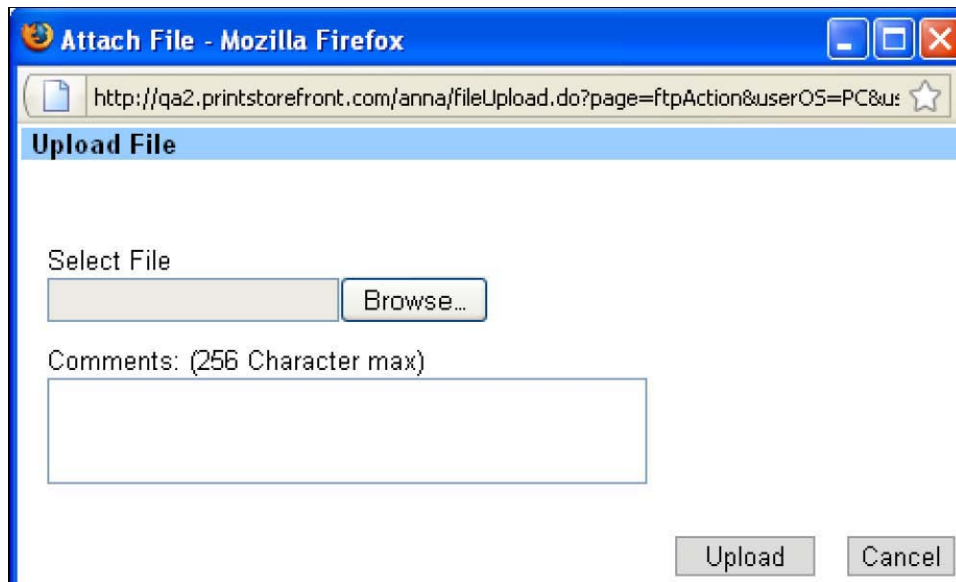 Attach File - Mozilla Firefox
http://qa2.printstorefront.com/anna/fileUpload.do?page=ftpAction&userOS=PC&us
Upload File
Select File
Browse...
Comments: (256 Character max)
Upload Cancel